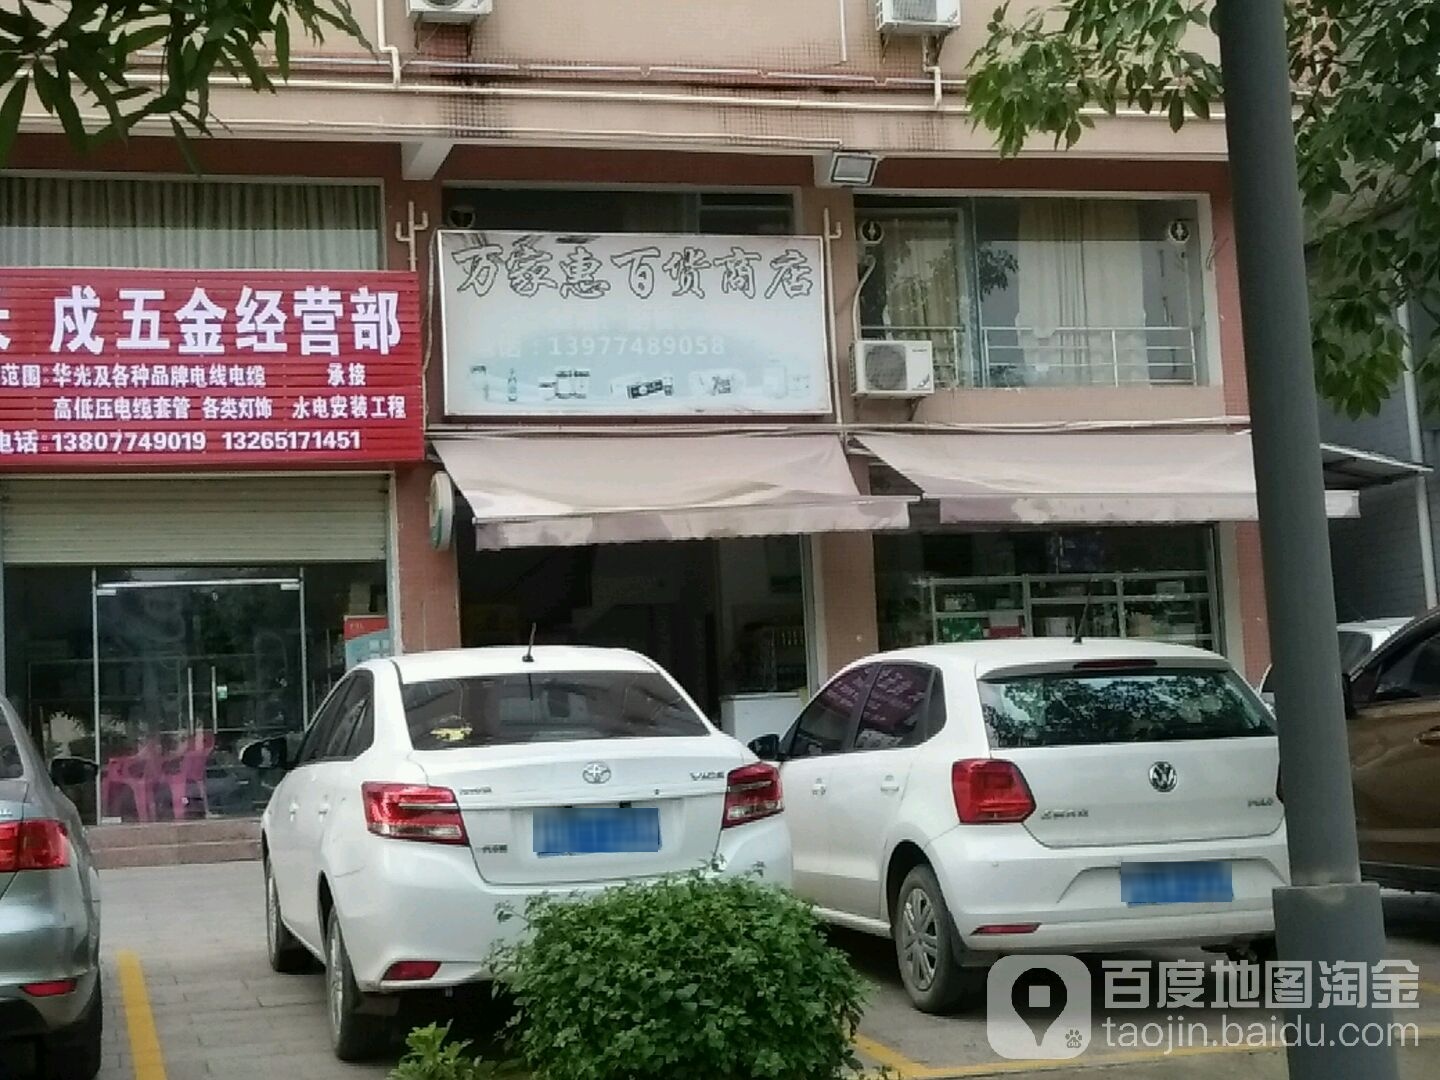 戍五金经营部
范围:华光及各种品牌电线电缆 承接
高低压电缆套管 各类灯饰 水电安装工程
电话:13807749019 13265171451
万家惠百货商店
电话:13977489058
VIOS
POLO
百度地图淘金
taojin.baidu.com